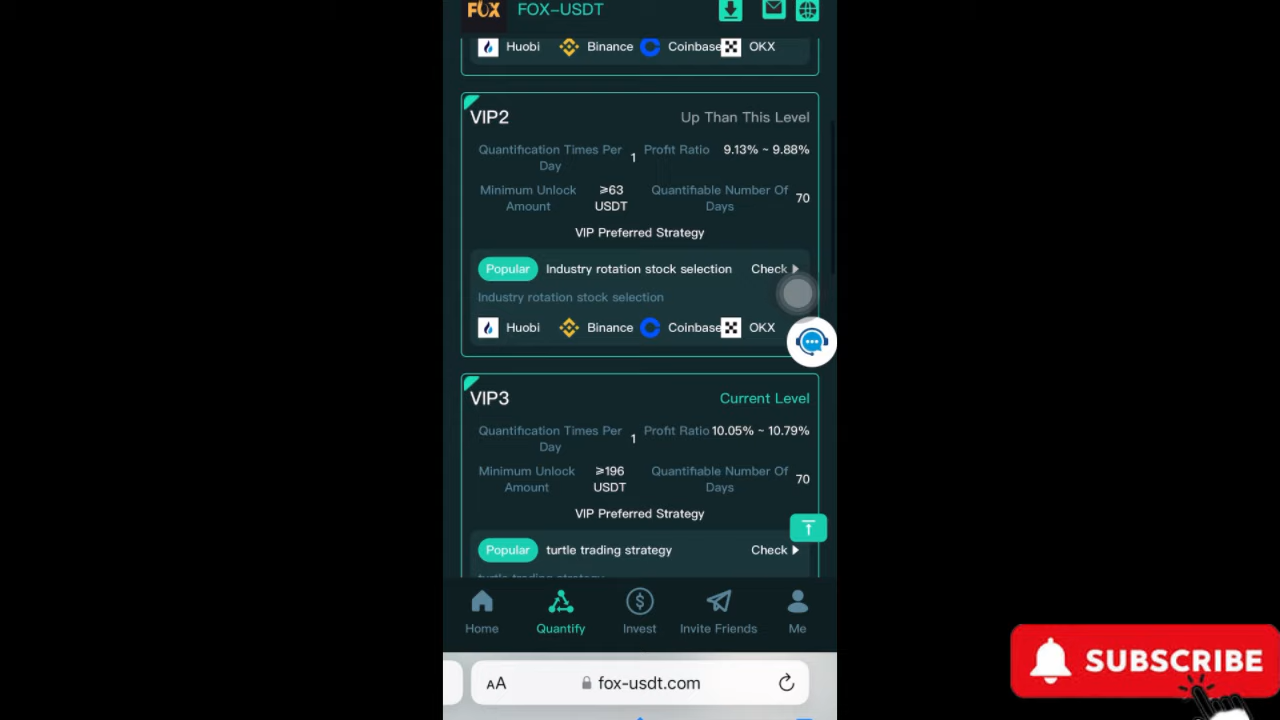 FOX FOX-USDT
Huobi Binance Coinbase OKX
VIP2 Up Than This Level
Quantification Times Per Day 1 Profit Ratio 9.13% ~ 9.88%
Minimum Unlock Amount ≥63 USDT Quantifiable Number Of Days 70
VIP Preferred Strategy
Popular Industry rotation stock selection Check
Industry rotation stock selection
Huobi Binance Coinbase OKX
VIP3 Current Level
Quantification Times Per Day 1 Profit Ratio 10.05% ~ 10.79%
Minimum Unlock Amount ≥196 USDT Quantifiable Number Of Days 70
VIP Preferred Strategy
Popular turtle trading strategy Check
turtle trading strategy
Home Quantify Invest Invite Friends Me
AA fox-usdt.com
SUBSCRIBE